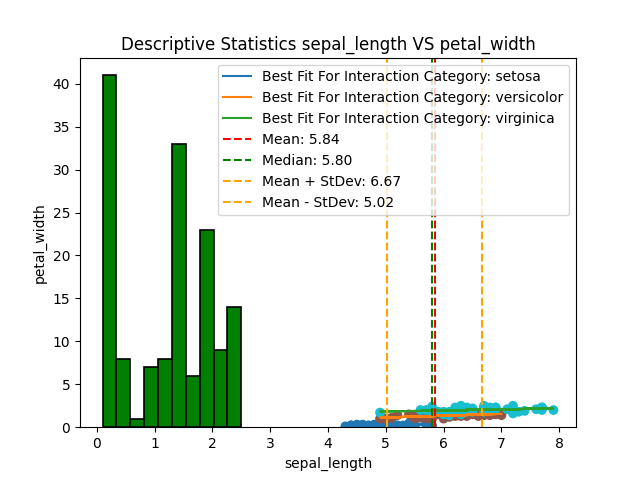 Descriptive Statistics sepal_length VS petal_width
Best Fit For Interaction Category: setosa
Best Fit For Interaction Category: versicolor
Best Fit For Interaction Category: virginica
Mean: 5.84
Median: 5.80
Mean + StDev: 6.67
Mean - StDev: 5.02
petal_width
40
35
30
25
20
15
10
5
0
0 1 2 3 4 5 6 7 8
sepal_length